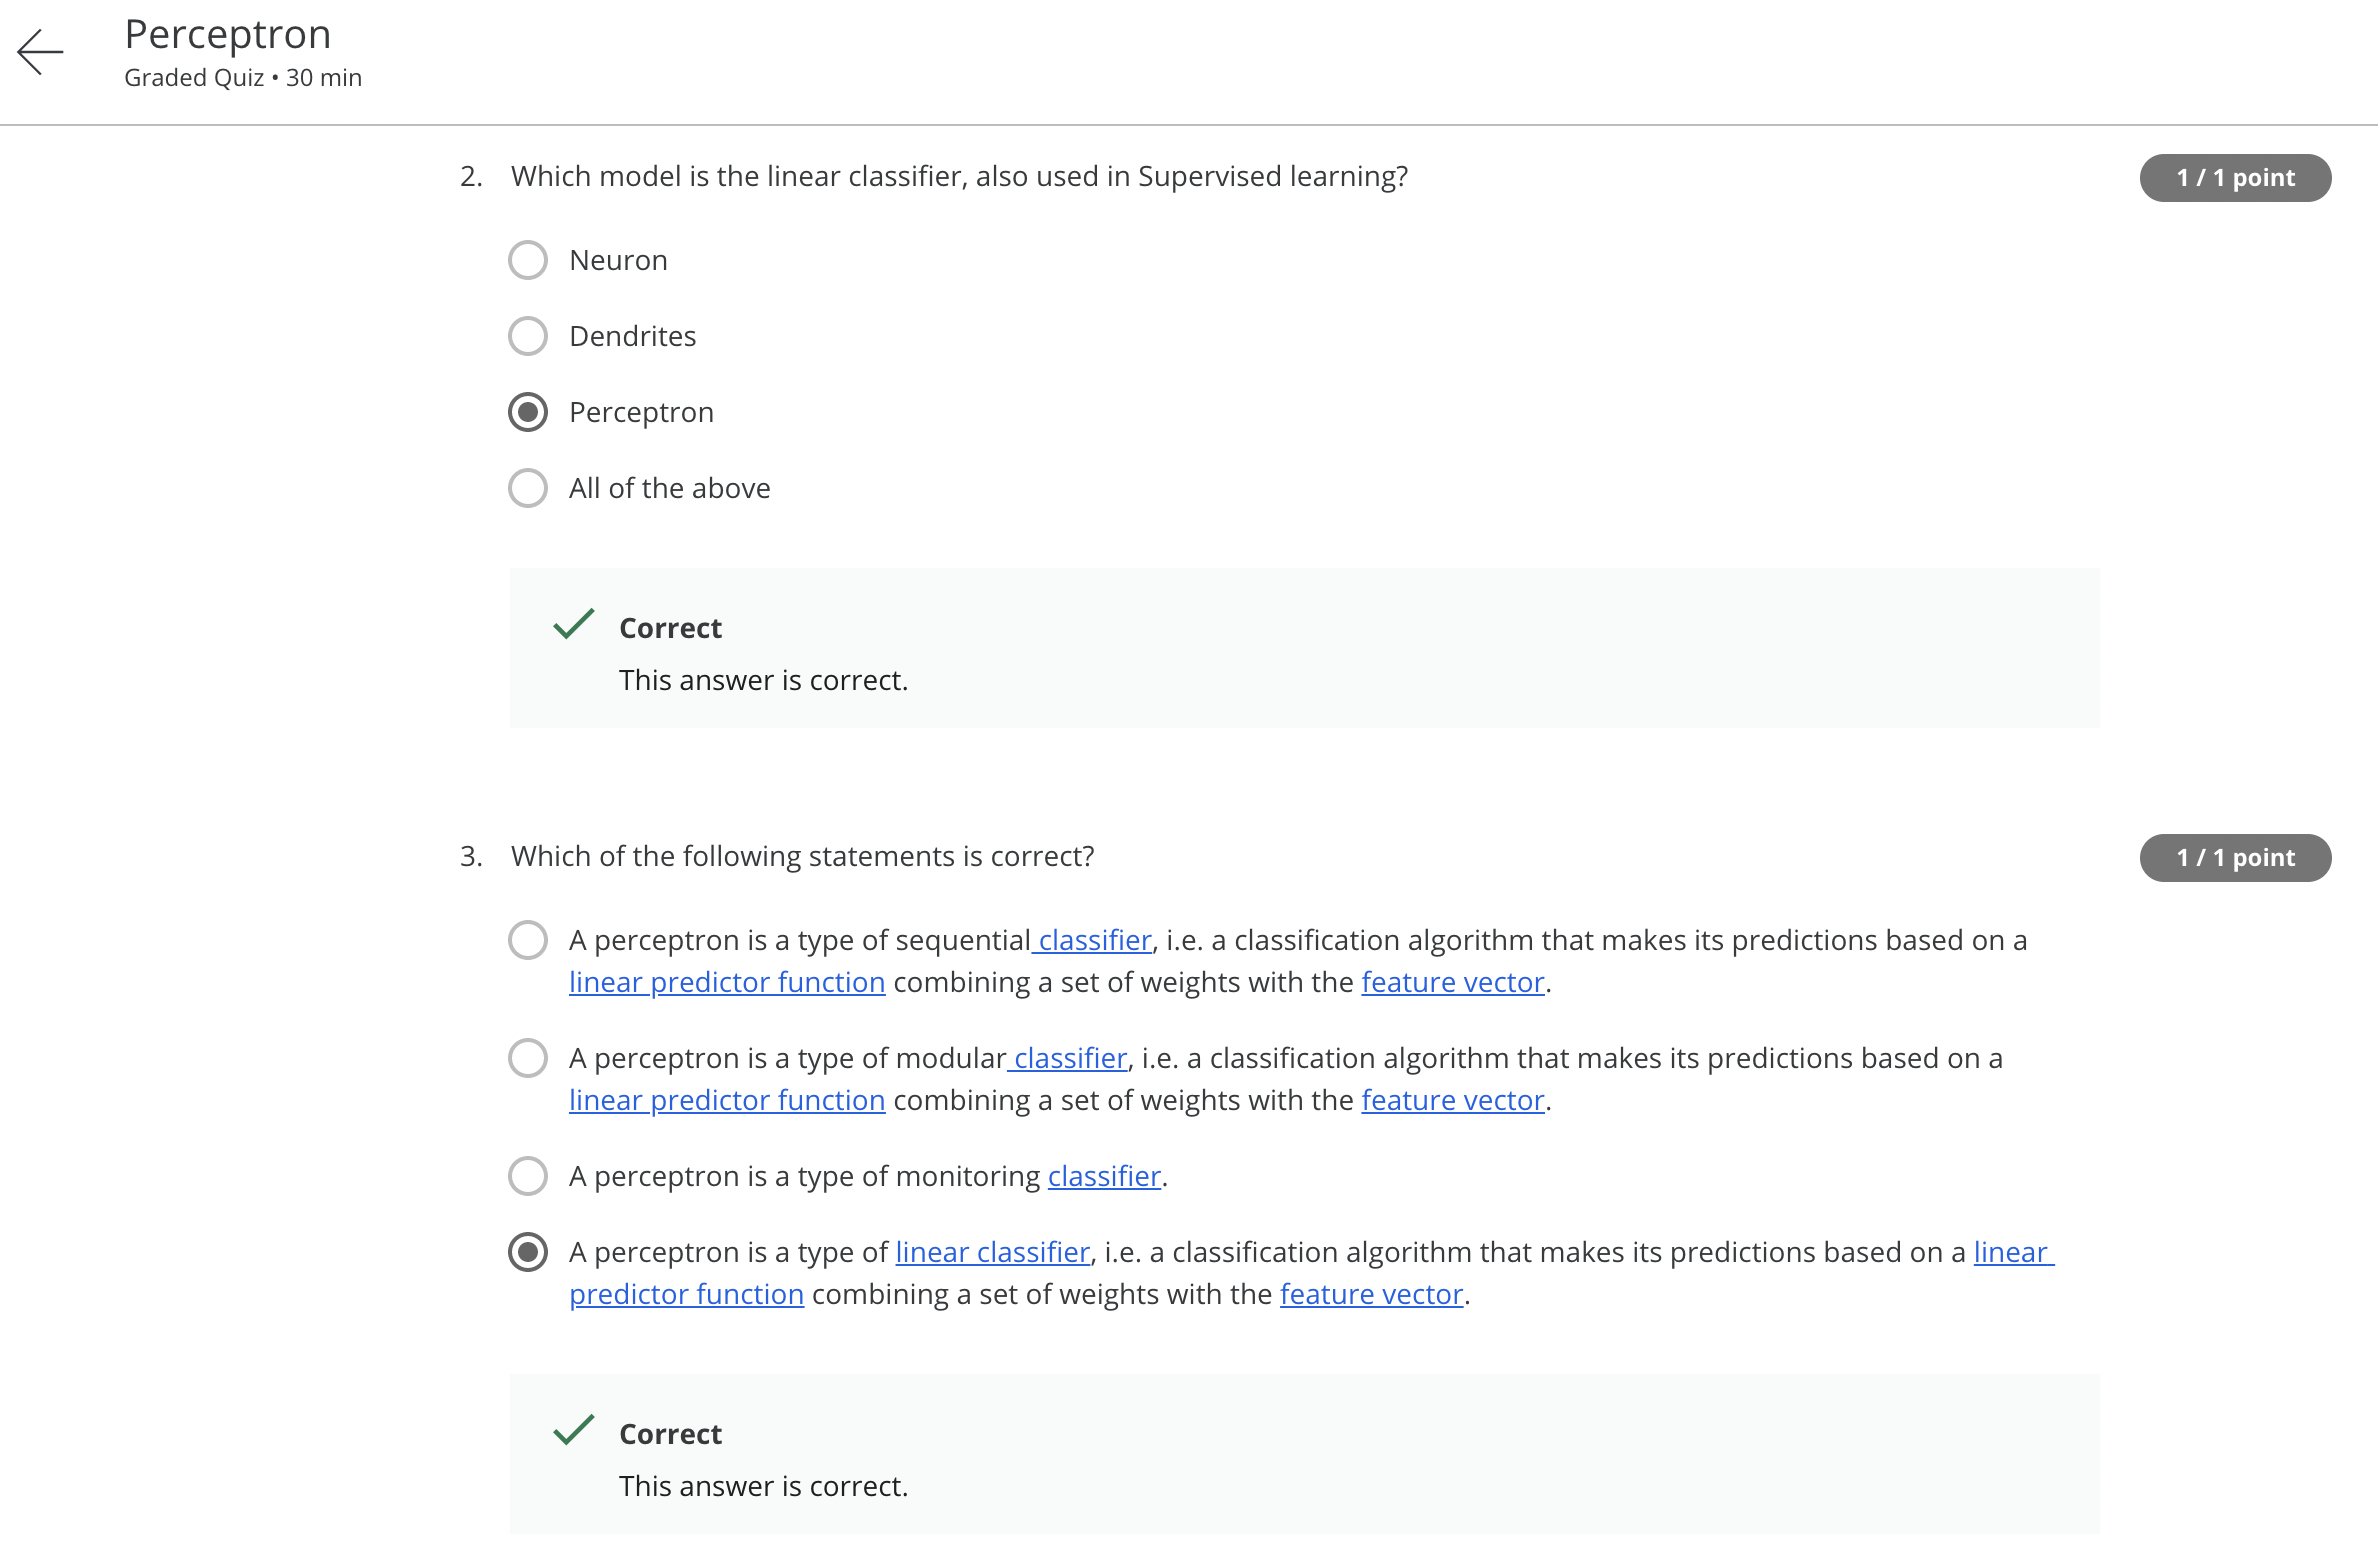 Perceptron
Graded Quiz • 30 min
2. Which model is the linear classifier, also used in Supervised learning?
1 / 1 point
Neuron
Dendrites
Perceptron
All of the above
Correct
This answer is correct.
3. Which of the following statements is correct?
1 / 1 point
A perceptron is a type of sequential classifier, i.e. a classification algorithm that makes its predictions based on a
linear predictor function combining a set of weights with the feature vector.
A perceptron is a type of modular classifier, i.e. a classification algorithm that makes its predictions based on a
linear predictor function combining a set of weights with the feature vector.
A perceptron is a type of monitoring classifier.
A perceptron is a type of linear classifier, i.e. a classification algorithm that makes its predictions based on a linear
predictor function combining a set of weights with the feature vector.
Correct
This answer is correct.